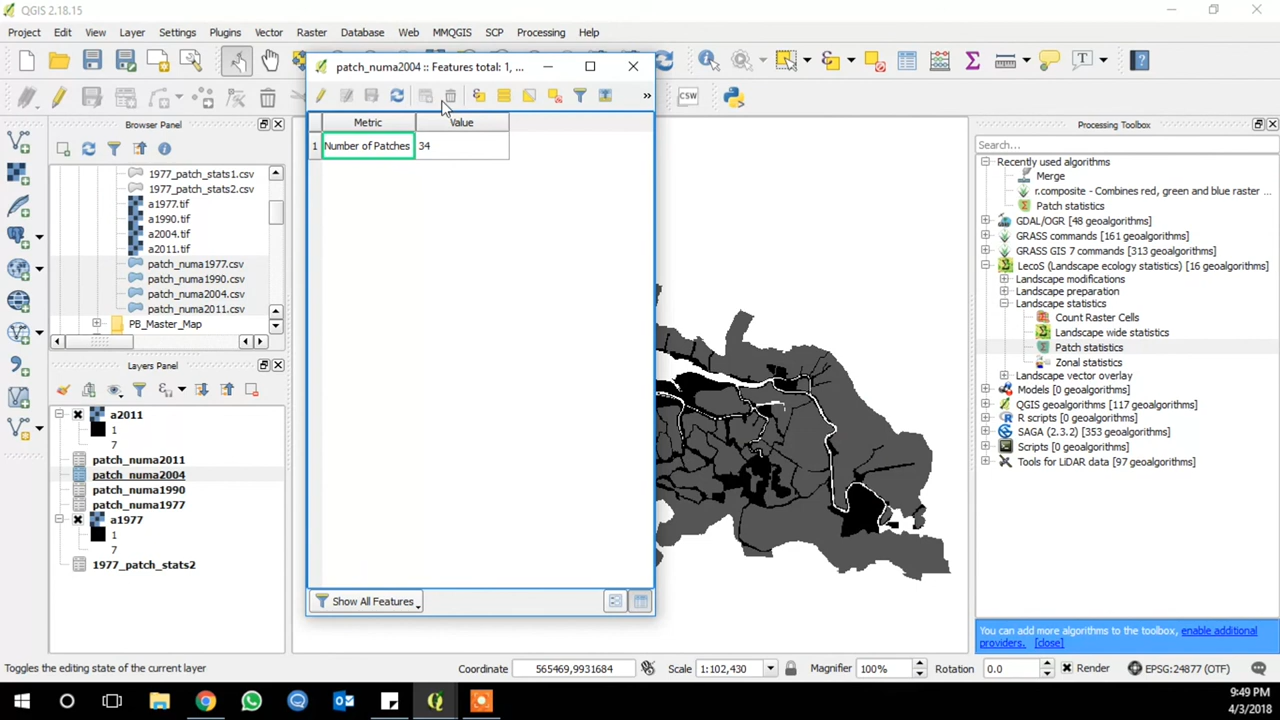 QGIS 2.18.15
Project Edit View Layer Settings Plugins Vector Raster Database Web MMQGIS SCP Processing Help
patch_numa2004 :: Features total: 1, ...
CSW
Browser Panel
1977_patch_stats1.csv
1977_patch_stats2.csv
a1977.tif
a1990.tif
a2004.tif
a2011.tif
patch_numa1977.csv
patch_numa1990.csv
patch_numa2004.csv
patch_numa2011.csv
PB_Master_Map
Layers Panel
a2011
1
7
patch_numa2011
patch_numa2004
patch_numa1990
patch_numa1977
a1977
1
7
1977_patch_stats2
Metric Value
1 Number of Patches 34
Show All Features
Processing Toolbox
Search...
Recently used algorithms
Merge
r.composite - Combines red, green and blue raster ...
Patch statistics
GDAL/OGR [48 geoalgorithms]
GRASS commands [161 geoalgorithms]
GRASS GIS 7 commands [313 geoalgorithms]
LecoS (Landscape ecology statistics) [16 geoalgorithms]
Landscape modifications
Landscape preparation
Landscape statistics
Count Raster Cells
Landscape wide statistics
Patch statistics
Zonal statistics
Landscape vector overlay
Models [0 geoalgorithms]
QGIS geoalgorithms [117 geoalgorithms]
R scripts [0 geoalgorithms]
SAGA (2.3.2) [353 geoalgorithms]
Scripts [0 geoalgorithms]
Tools for LiDAR data [97 geoalgorithms]
You can add more algorithms to the toolbox, enable additional
providers. [close]
Toggles the editing state of the current layer Coordinate 565469,9931684 Scale 1:102,430 Magnifier 100% Rotation 0.0 Render EPSG:24877 (OTF)
9:49 PM
4/3/2018